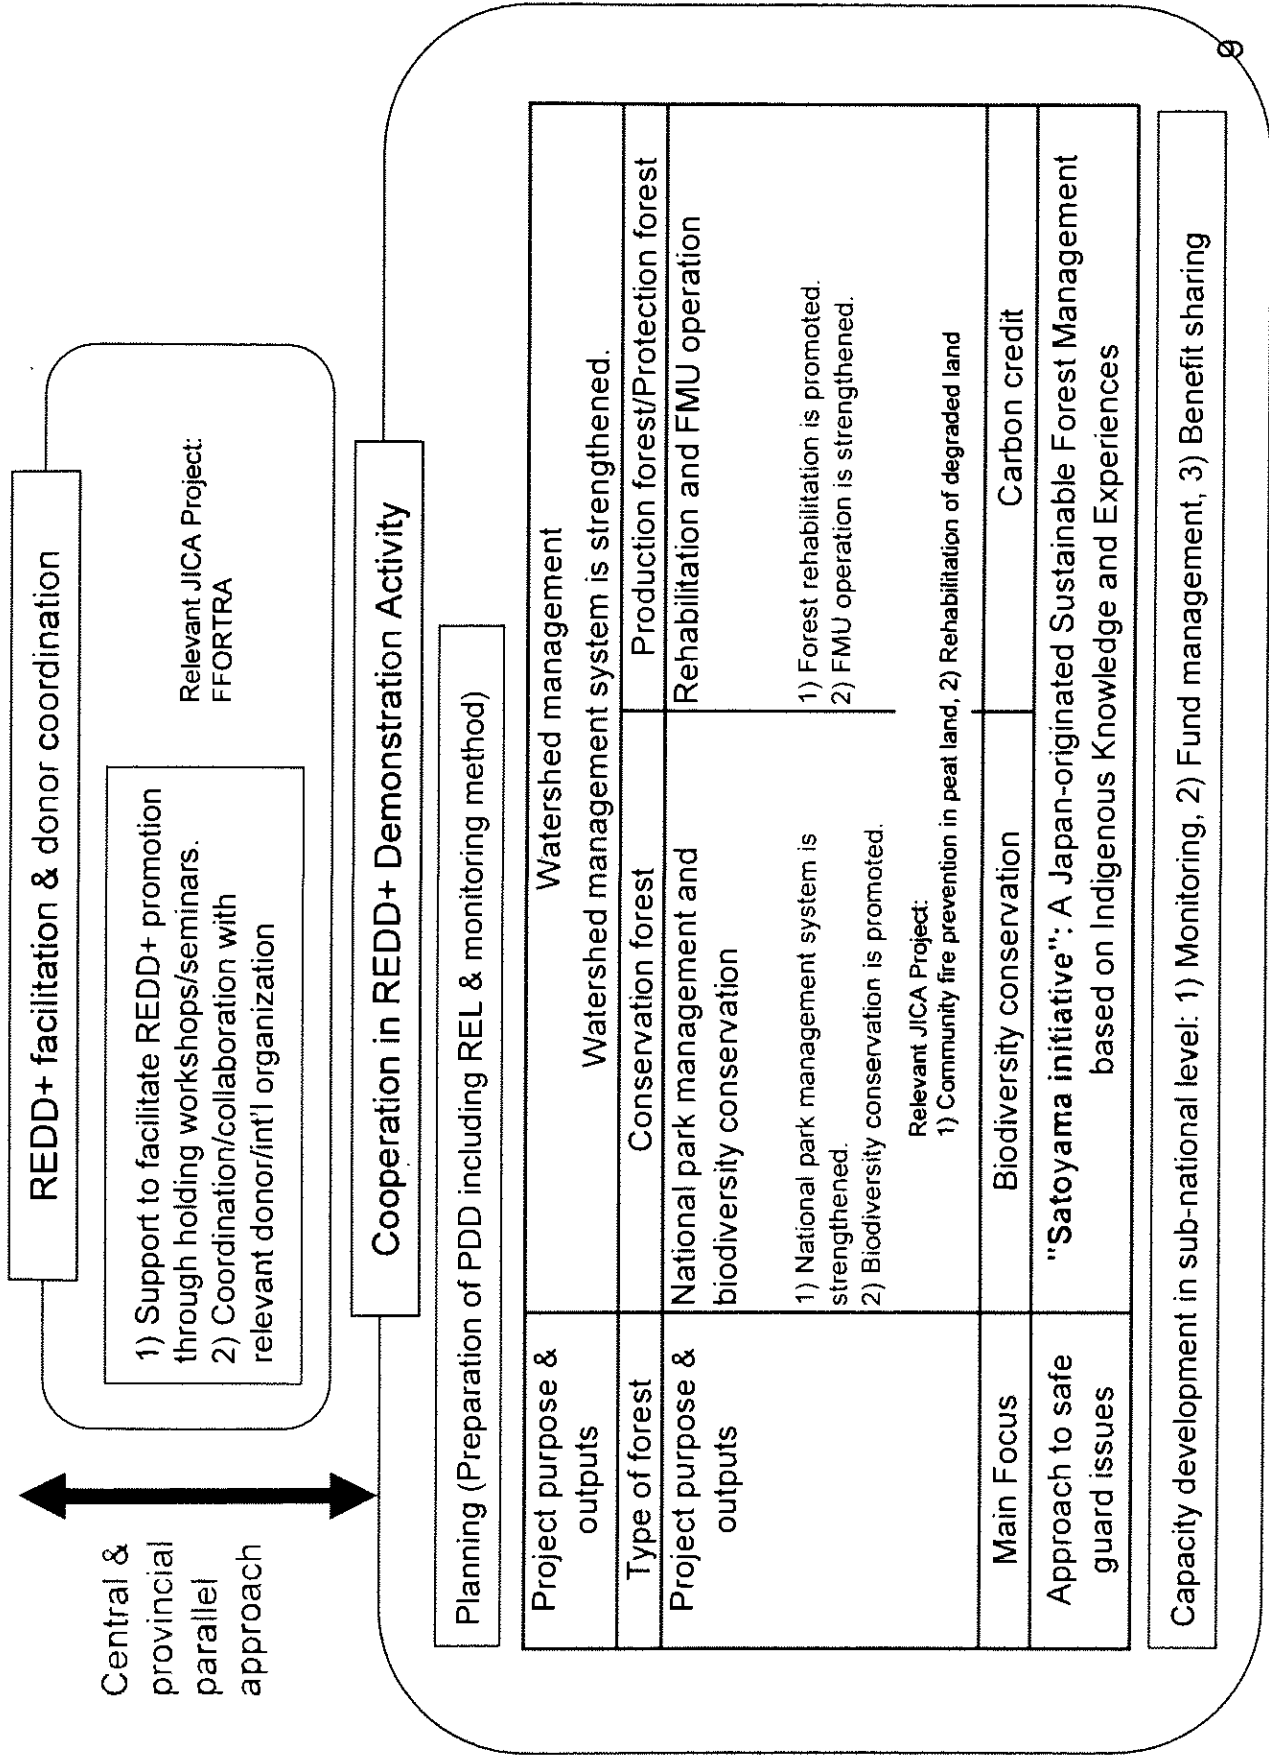 REDD+ facilitation & donor coordination
Central &
provincial
parallel
approach
1) Support to facilitate REDD+ promotion
through holding workshops/seminars.
2) Coordination/collaboration with
relevant donor/int'l organization
Relevant JICA Project:
FFORTRA
Cooperation in REDD+ Demonstration Activity
Planning (Preparation of PDD including REL & monitoring method)
Project purpose &
outputs
Watershed management
Watershed management system is strengthened.
Type of forest
Conservation forest
Production forest/Protection forest
Project purpose &
outputs
National park management and
biodiversity conservation
1) National park management system is
strengthened.
2) Biodiversity conservation is promoted.
Rehabilitation and FMU operation
1) Forest rehabilitation is promoted.
2) FMU operation is strengthened.
Relevant JICA Project:
1) Community fire prevention in peat land, 2) Rehabilitation of degraded land
Main Focus
Biodiversity conservation
Carbon credit
Approach to safe
guard issues
"Satoyama initiative": A Japan-originated Sustainable Forest Management
based on Indigenous Knowledge and Experiences
Capacity development in sub-national level: 1) Monitoring, 2) Fund management, 3) Benefit sharing